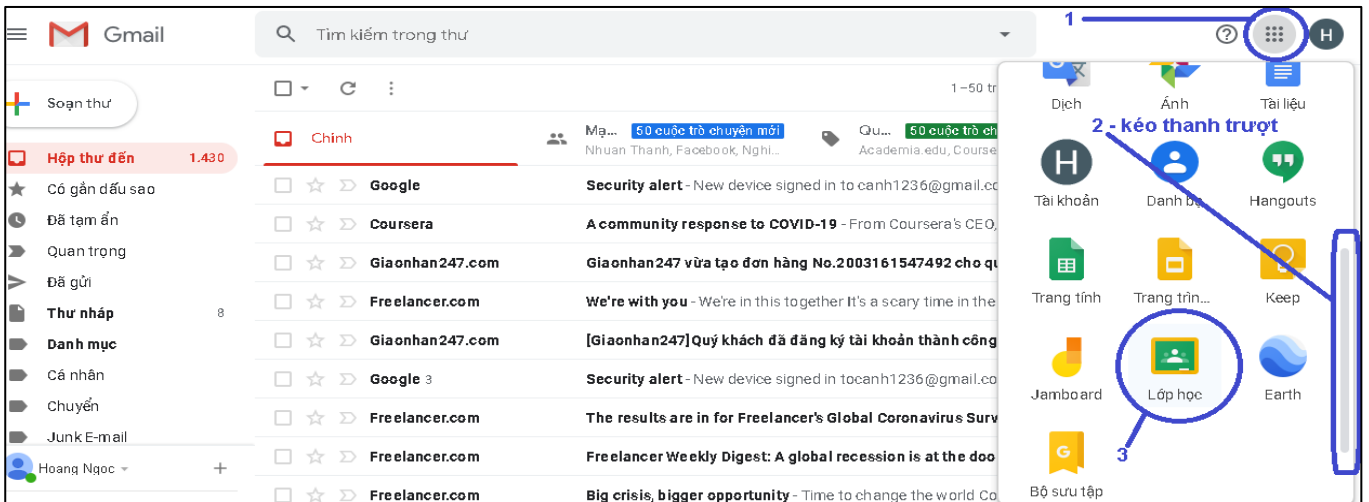 1
Gmail
Tìm kiếm trong thư
H
Soạn thư
1–50 tr
Hộp thư đến 1.430
Có gắn dấu sao
Đã tạm ẩn
Quan trọng
Đã gửi
Thư nháp 8
Danh mục
Cá nhân
Chuyến
Junk E-mail
Hoang Ngoc
Chính
Mạ... 50 cuộc trò chuyện mới
Nhuan Thanh, Facebook, Nghi...
Qu... 50 cuộc trò ch
Academia.edu, Course
Google Security alert - New device signed in to canh1236@gmail.co
Coursera A community response to COVID-19 - From Coursera's CEO,
Giaonhan247.com Giaonhan247 vừa tạo đơn hàng No.2003161547492 cho qu
Freelancer.com We're with you - We're in this together It's a scary time in the
Giaonhan247.com [Giaonhan247] Quý khách đã đăng ký tài khoản thành công
Google 3 Security alert - New device signed in tocanh1236@gmail.co
Freelancer.com The results are in for Freelancer's Global Coronavirus Surv
Freelancer.com Freelancer Weekly Digest: A global recession is at the doo
Freelancer.com Big crisis, bigger opportunity - Time to change the world Co
Dịch Ảnh Tài liệu
2 - kéo thanh trượt
H
Tài khoản Danh bạ Hangouts
Trang tính Trang trìn... Keep
Jamboard Lớp học Earth
3
G
Bộ sưu tập